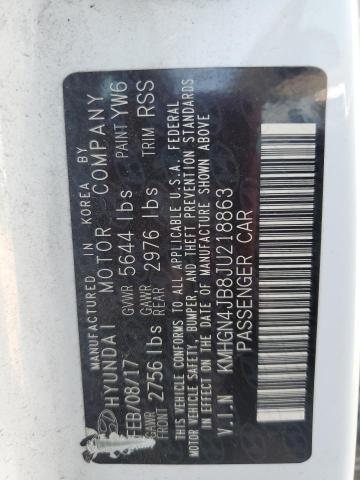 MANUFACTURED IN KOREA BY
HYUNDAI MOTOR COMPANY
FEB/08/17 GVWR 5644 lbs PAINT YW6
GAWR FRONT 2756 lbs GAWR REAR 2976 lbs TRIM RSS
THIS VEHICLE CONFORMS TO ALL APPLICABLE U.S.A. FEDERAL
MOTOR VEHICLE SAFETY, BUMPER, AND THEFT PREVENTION STANDARDS
IN EFFECT ON THE DATE OF MANUFACTURE SHOWN ABOVE
V.I.N KMHGN4JB8JU218863
PASSENGER CAR